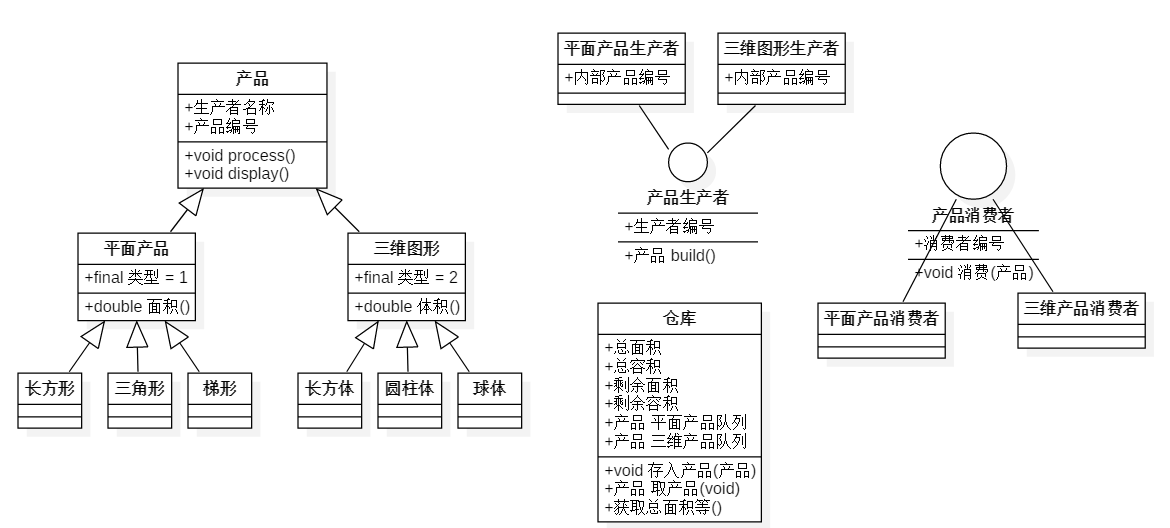 产品
+生产者名称
+产品编号
+void process()
+void display()
平面产品
+final 类型 = 1
+double 面积()
三维图形
+final 类型 = 2
+double 体积()
长方形
三角形
梯形
长方体
圆柱体
球体
平面产品生产者
+内部产品编号
三维图形生产者
+内部产品编号
产品生产者
+生产者编号
+产品 build()
仓库
+总面积
+总容积
+剩余面积
+剩余容积
+产品 平面产品队列
+产品 三维产品队列
+void 存入产品(产品)
+产品 取产品(void)
+获取总面积等()
产品消费者
+消费者编号
+void 消费(产品)
平面产品消费者
三维产品消费者